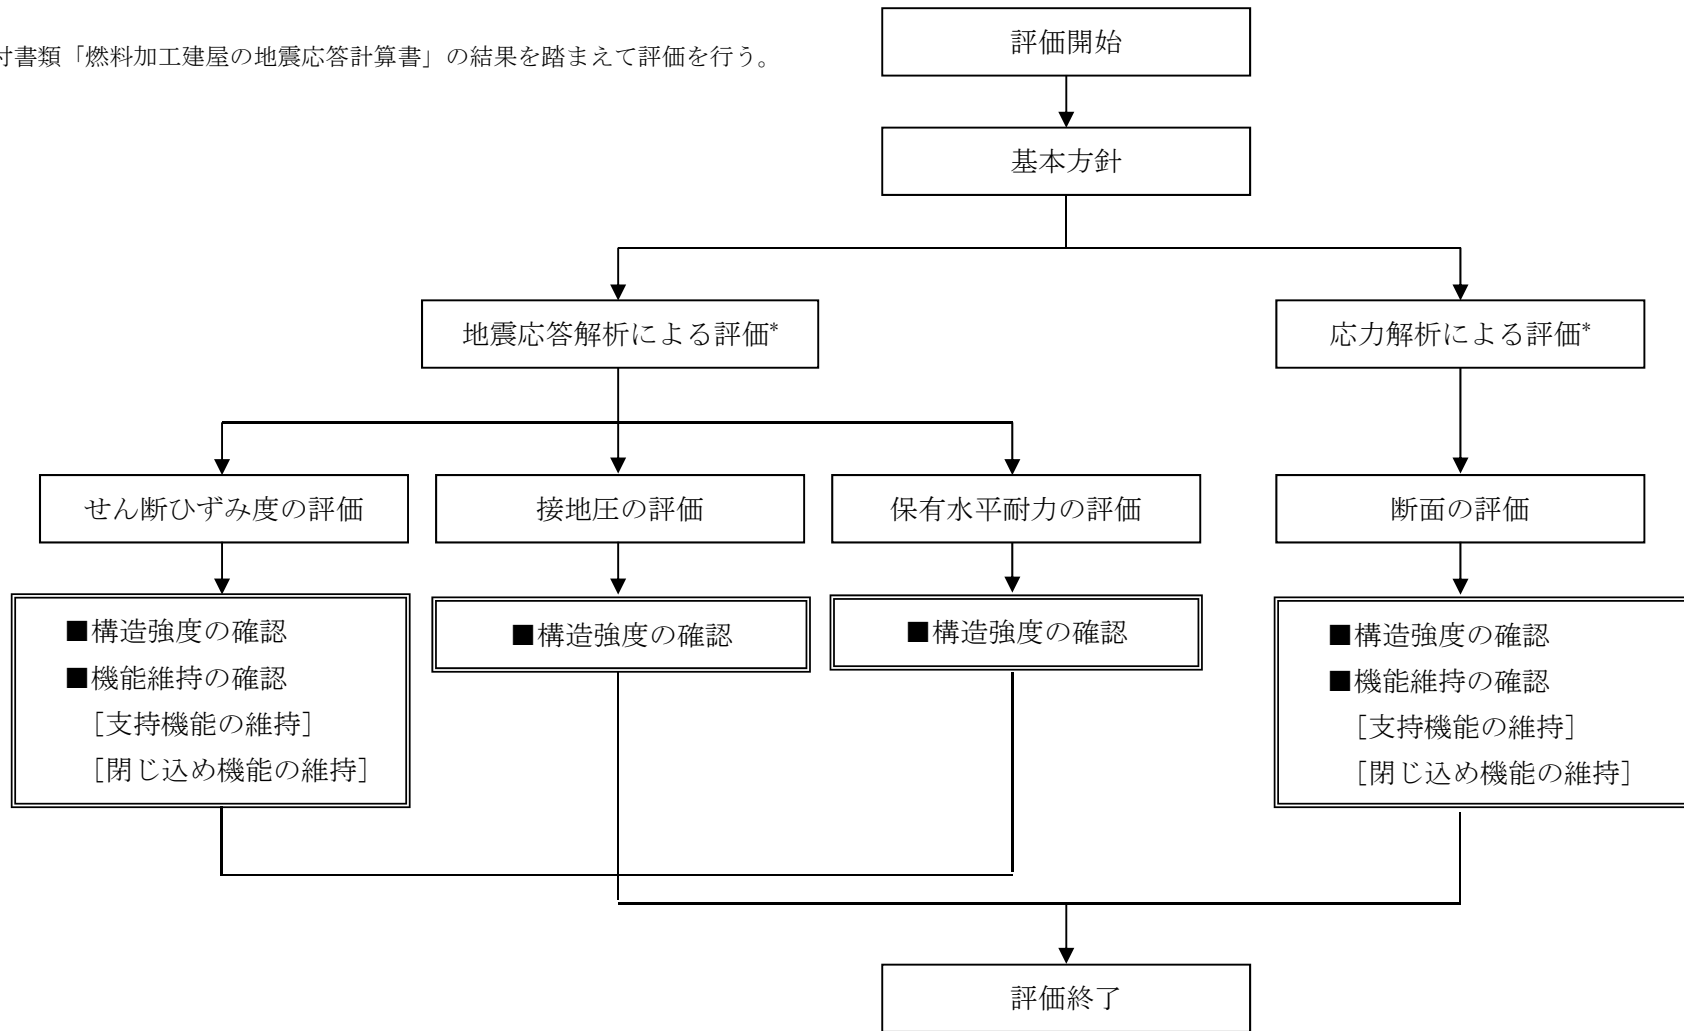 付書類「燃料加工建屋の地震応答計算書」の結果を踏まえて評価を行う。
評価開始
基本方針
地震応答解析による評価*
応力解析による評価*
せん断ひずみ度の評価
接地圧の評価
保有水平耐力の評価
断面の評価
■構造強度の確認
■機能維持の確認
［支持機能の維持］
［閉じ込め機能の維持］
■構造強度の確認
■構造強度の確認
■構造強度の確認
■機能維持の確認
［支持機能の維持］
［閉じ込め機能の維持］
評価終了